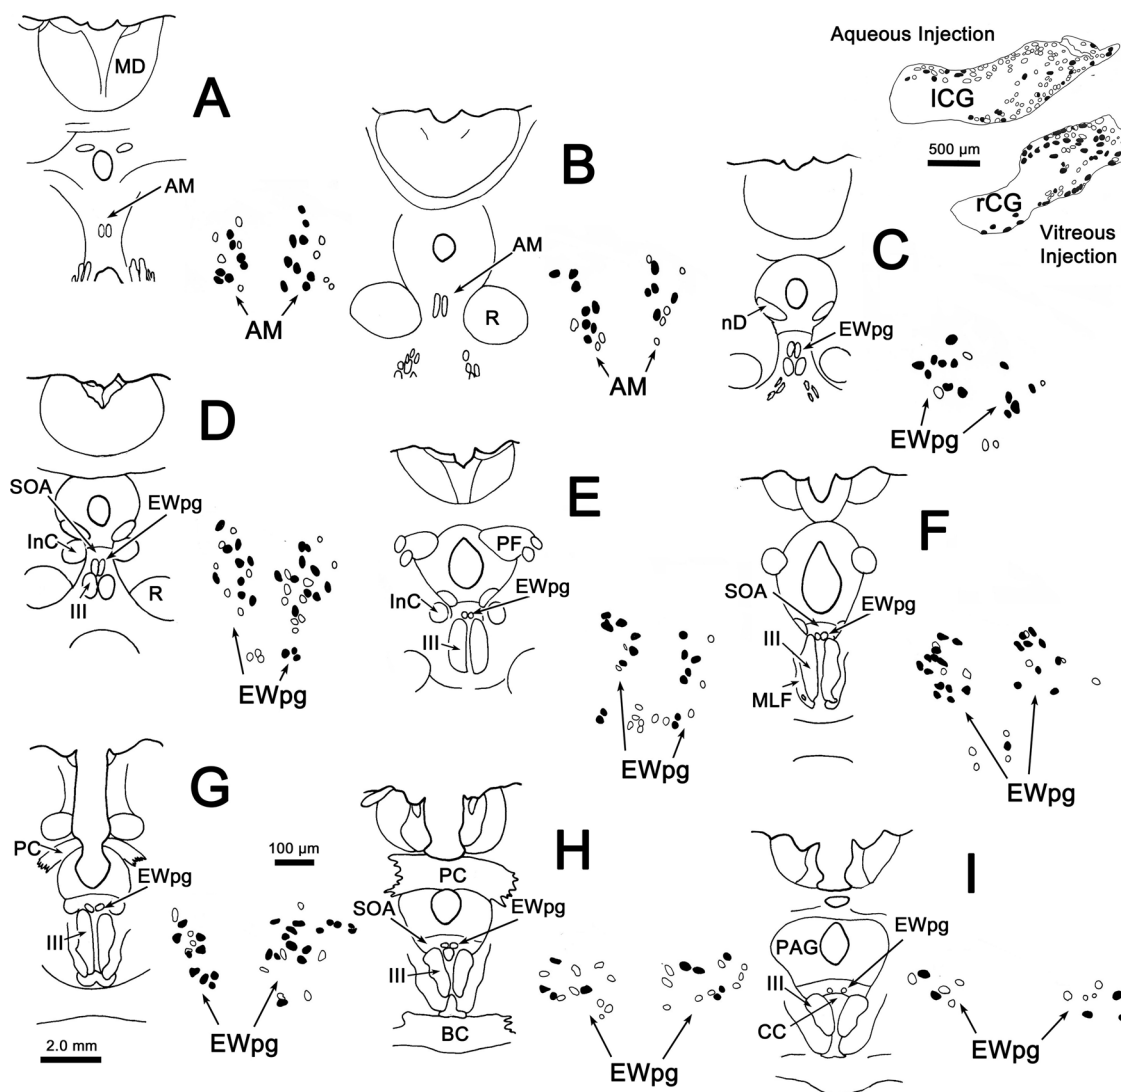 MD
A
AM
AM
B
AM
R
AM
Aqueous Injection
lCG
500 µm
rCG
Vitreous
Injection
C
nD
EWpg
EWpg
D
SOA
EWpg
InC
III
R
EWpg
E
PF
EWpg
InC
III
EWpg
F
SOA
EWpg
III
MLF
EWpg
G
PC
100 µm
EWpg
III
EWpg
2.0 mm
H
PC
SOA
EWpg
III
BC
EWpg
I
EWpg
PAG
III
CC
EWpg